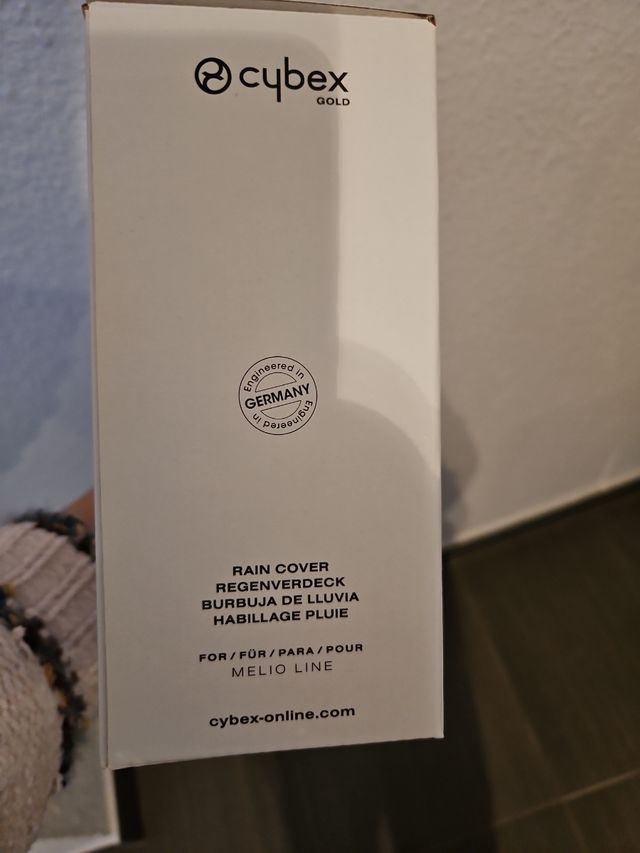 cybex
GOLD
Engineered in
GERMANY
Engineered in
RAIN COVER
REGENVERDECK
BURBUJA DE LLUVIA
HABILLAGE PLUIE
FOR / FÜR / PARA / POUR
MELIO LINE
cybex-online.com